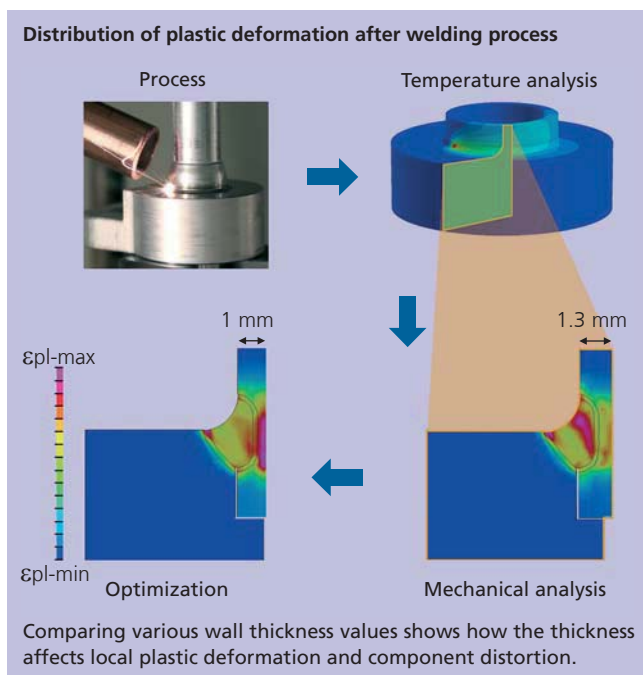 Distribution of plastic deformation after welding process
Process
Temperature analysis
1 mm
1.3 mm
εpl-max
εpl-min
Optimization
Mechanical analysis
Comparing various wall thickness values shows how the thickness
affects local plastic deformation and component distortion.